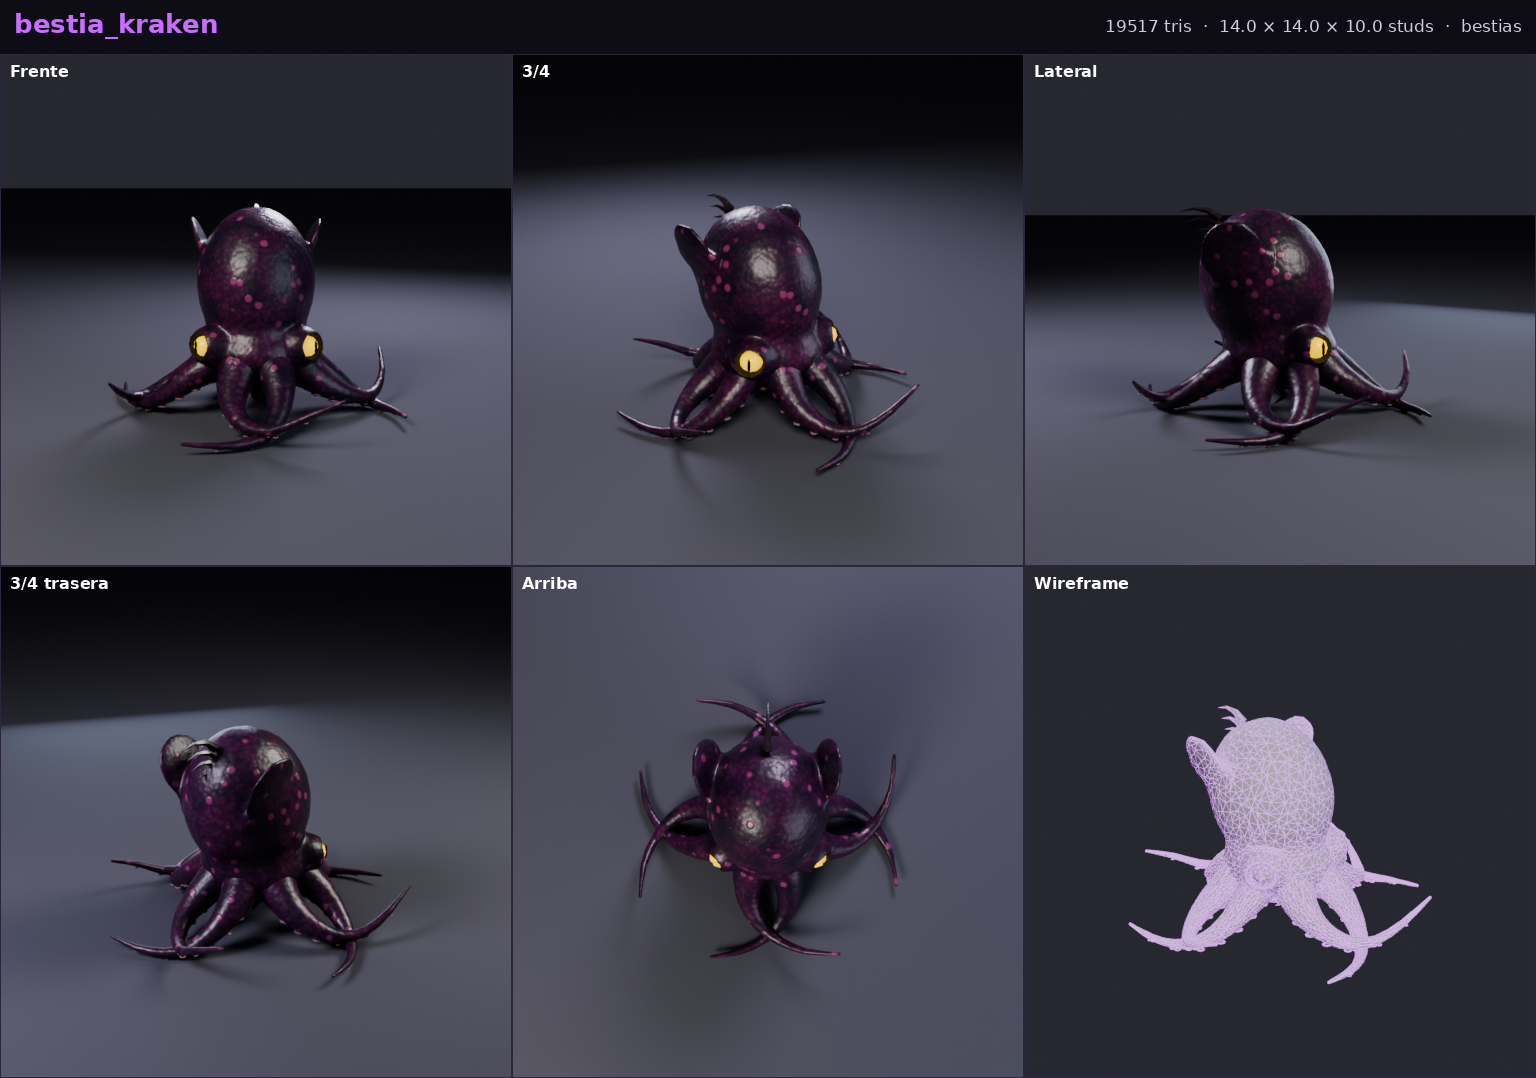 bestia_kraken
19517 tris · 14.0 × 14.0 × 10.0 studs · bestias
Frente
3/4
Lateral
3/4 trasera
Arriba
Wireframe